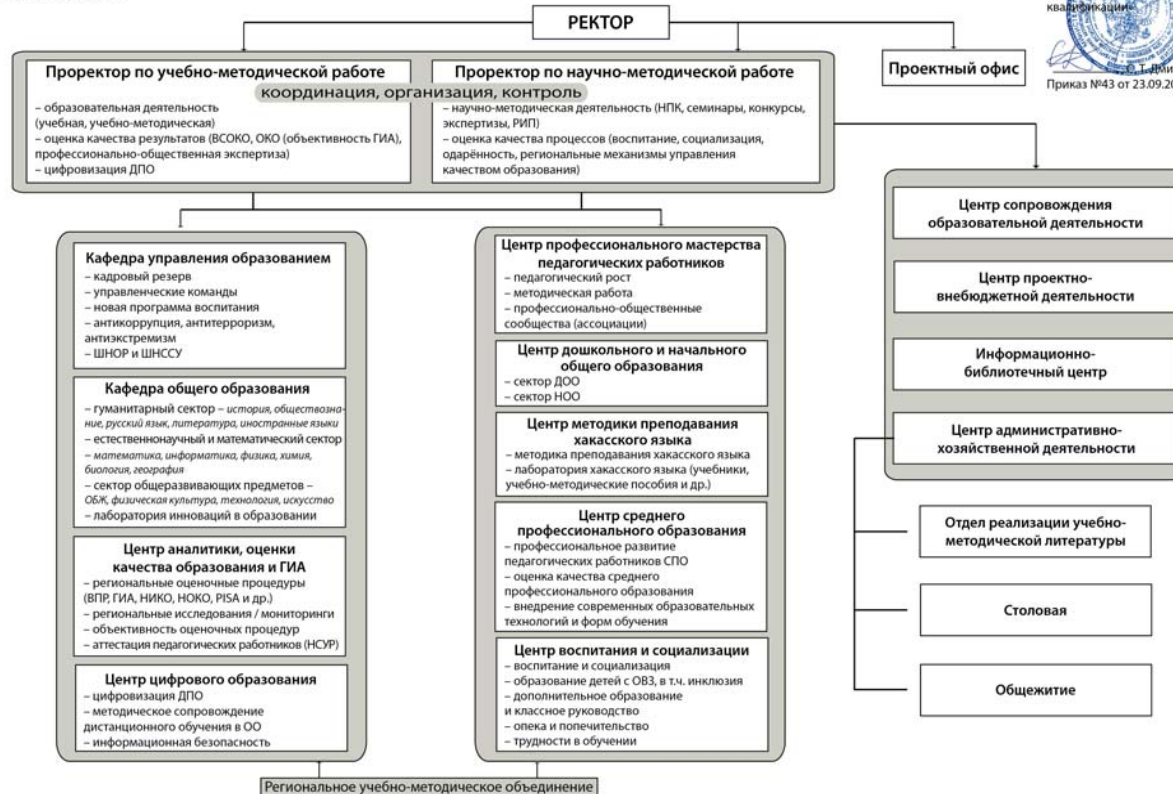 квалификации»
РЕКТОР
Проектный офис
Приказ №43 от 23.09.20
Проректор по учебно-методической работе
Проректор по научно-методической работе
координация, организация, контроль
– образовательная деятельность
(учебная, учебно-методическая)
– оценка качества результатов (ВСОКО, ОКО (объективность ГИА),
профессионально-общественная экспертиза)
– цифровизация ДПО
– научно-методическая деятельность (НПК, семинары, конкурсы,
экспертизы, РИП)
– оценка качества процессов (воспитание, социализация,
одарённость, региональные механизмы управления
качеством образования)
Кафедра управления образованием
– кадровый резерв
– управленческие команды
– новая программа воспитания
– антикоррупция, антитерроризм,
антиэкстремизм
– ШНОР и ШНССУ
Кафедра общего образования
– гуманитарный сектор – история, обществозна-
ние, русский язык, литература, иностранные языки
– естественнонаучный и математический сектор
– математика, информатика, физика, химия,
биология, география
– сектор общеразвивающих предметов –
ОБЖ, физическая культура, технология, искусство
– лаборатория инноваций в образовании
Центр аналитики, оценки
качества образования и ГИА
– региональные оценочные процедуры
(ВПР, ГИА, НИКО, НОКО, PISA и др.)
– региональные исследования / мониторинги
– объективность оценочных процедур
– аттестация педагогических работников (НСУР)
Центр цифрового образования
– цифровизация ДПО
– методическое сопровождение
дистанционного обучения в ОО
– информационная безопасность
Центр профессионального мастерства
педагогических работников
– педагогический рост
– методическая работа
– профессионально-общественные
сообщества (ассоциации)
Центр дошкольного и начального
общего образования
– сектор ДОО
– сектор НОО
Центр методики преподавания
хакасского языка
– методика преподавания хакасского языка
– лаборатория хакасского языка (учебники,
учебно-методические пособия и др.)
Центр среднего
профессионального образования
– профессиональное развитие
педагогических работников СПО
– оценка качества среднего
профессионального образования
– внедрение современных образовательных
технологий и форм обучения
Центр воспитания и социализации
– воспитание и социализация
– образование детей с ОВЗ, в т.ч. инклюзия
– дополнительное образование
и классное руководство
– опека и попечительство
– трудности в обучении
Центр сопровождения
образовательной деятельности
Центр проектно-
внебюджетной деятельности
Информационно-
библиотечный центр
Центр административно-
хозяйственной деятельности
Отдел реализации учебно-
методической литературы
Столовая
Общежитие
Региональное учебно-методическое объединение